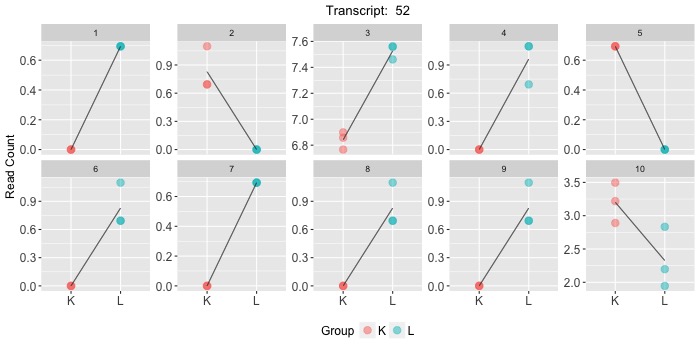 Transcript:  52
1 2 3 4 5
0.6 0.4 0.2 0.0
0.9 0.6 0.3 0.0
7.6 7.4 7.2 7.0 6.8
0.9 0.6 0.3 0.0
0.6 0.4 0.2 0.0
Read Count
6 7 8 9 10
0.9 0.6 0.3 0.0
0.6 0.4 0.2 0.0
0.9 0.6 0.3 0.0
0.9 0.6 0.3 0.0
3.5 3.0 2.5 2.0
K L K L K L K L K L
Group K L